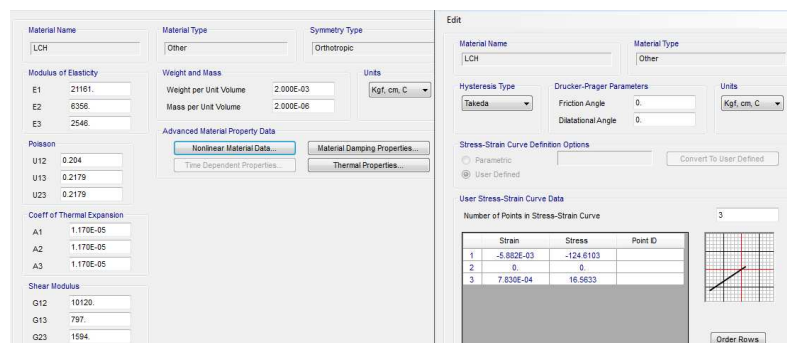 Material Name Material Type Symmetry Type
LCH Other Orthotropic
Modulus of Elasticity Weight and Mass Units
E1 21161. Weight per Unit Volume 2.000E-03 Kgf, cm, C
E2 6356. Mass per Unit Volume 2.000E-06
E3 2546.
Advanced Material Property Data
Poisson Nonlinear Material Data... Material Damping Properties...
U12 0.204 Time Dependent Properties... Thermal Properties...
U13 0.2179
U23 0.2179
Coeff of Thermal Expansion
A1 1.170E-05
A2 1.170E-05
A3 1.170E-05
Shear Modulus
G12 10120.
G13 797.
G23 1594.
Edit
Material Name Material Type
LCH Other
Hysteresis Type Drucker-Prager Parameters Units
Takeda Friction Angle 0. Kgf, cm, C
Dilatational Angle 0.
Stress-Strain Curve Definition Options
Parametric Convert To User Defined
User Defined
User Stress-Strain Curve Data
Number of Points in Stress-Strain Curve 3
Strain Stress Point ID
1 -5.882E-03 -124.6103
2 0. 0.
3 7.830E-04 16.5633
Order Rows